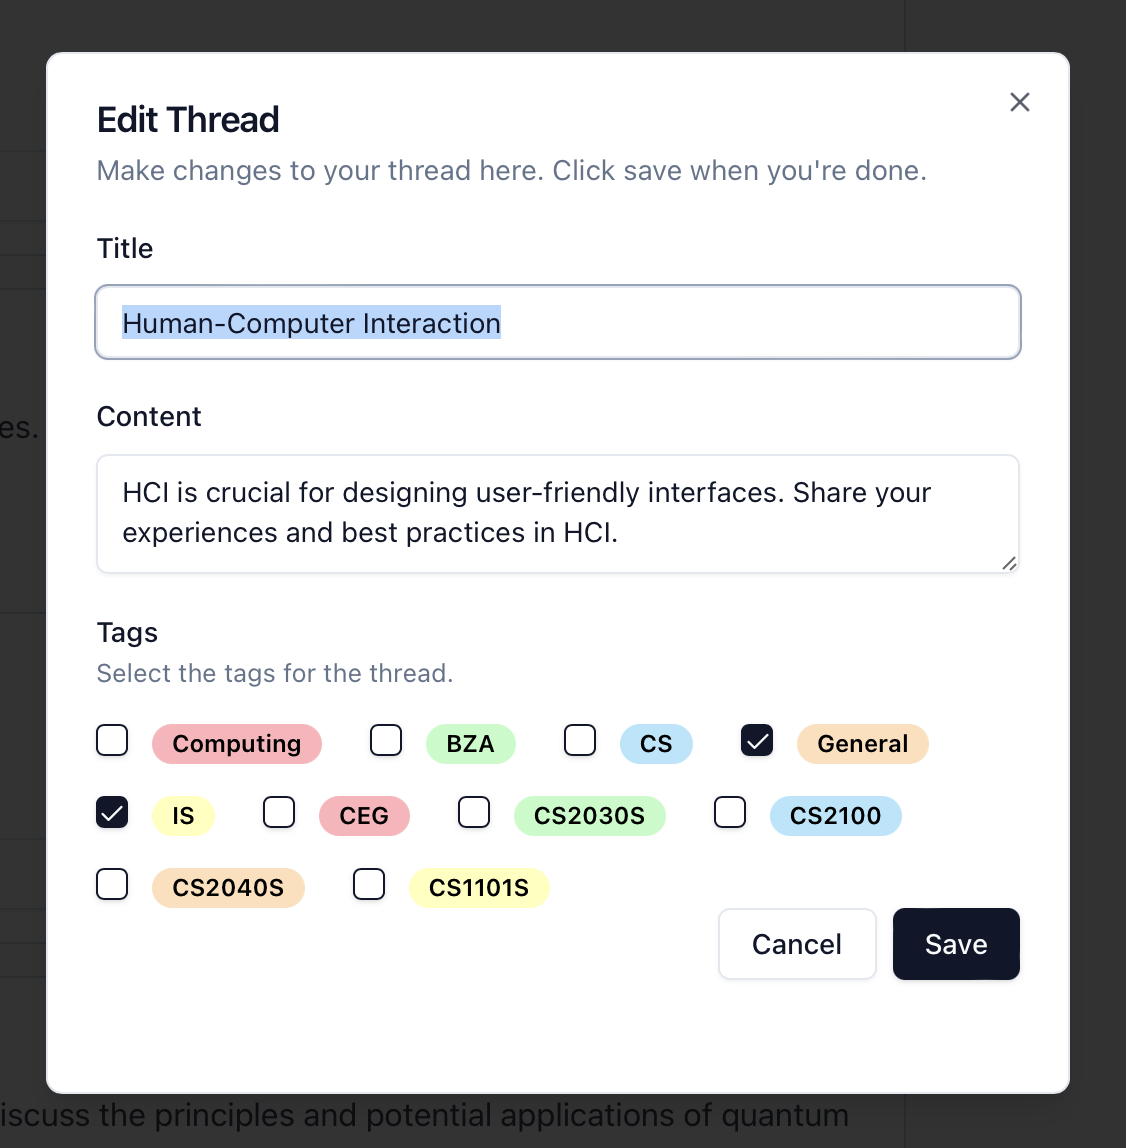 Edit Thread
Make changes to your thread here. Click save when you're done.
Title
Human-Computer Interaction
es.
Content
HCI is crucial for designing user-friendly interfaces. Share your
experiences and best practices in HCI.
Tags
Select the tags for the thread.
Computing BZA CS General
IS CEG CS2030S CS2100
CS2040S CS1101S
Cancel Save
iscuss the principles and potential applications of quantum